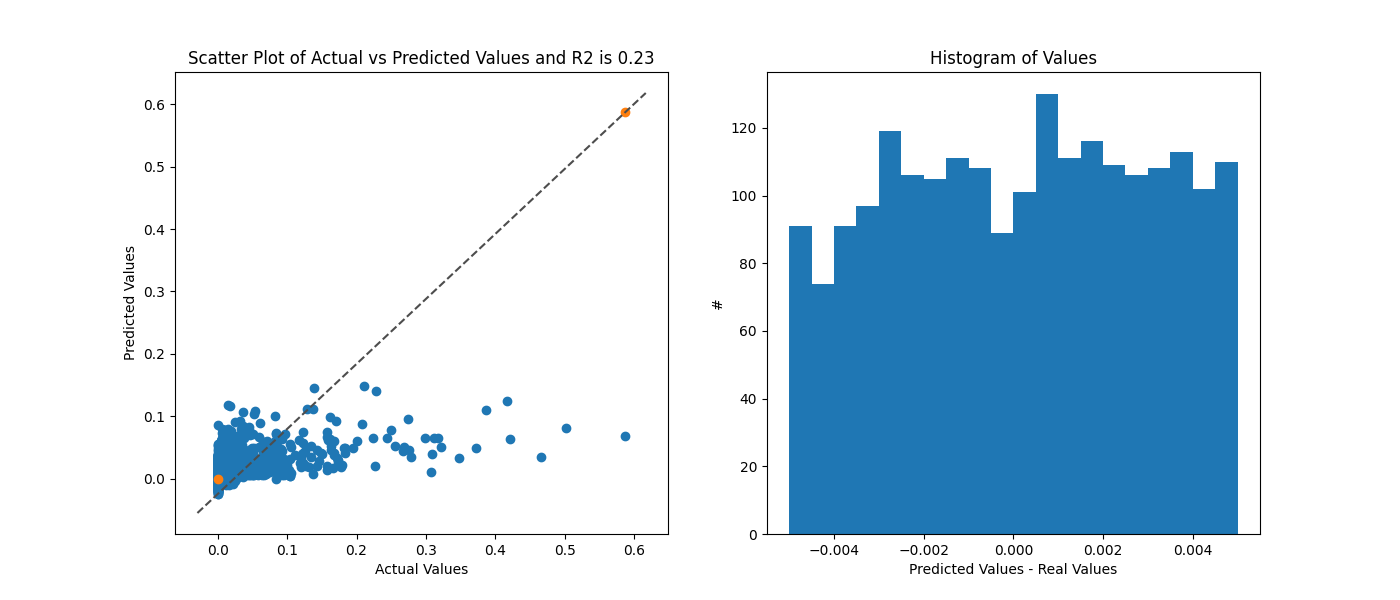 Scatter Plot of Actual vs Predicted Values and R2 is 0.23
0.6
0.5
0.4
0.3
0.2
0.1
0.0
Predicted Values
0.0 0.1 0.2 0.3 0.4 0.5 0.6
Actual Values
Histogram of Values
120
100
80
60
40
20
0
#
−0.004 −0.002 0.000 0.002 0.004
Predicted Values - Real Values